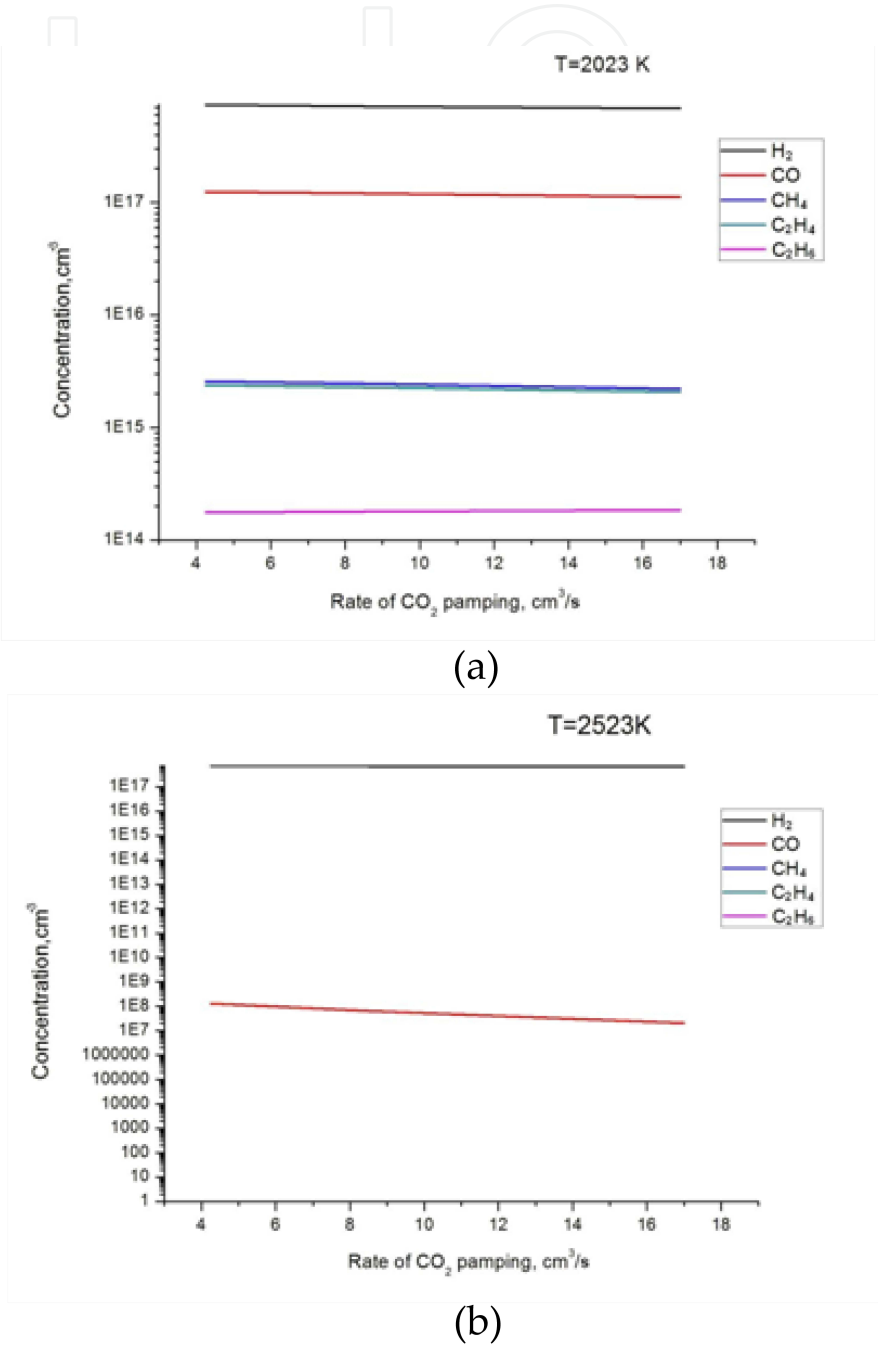 T=2023 K
H₂
CO
CH₄
C₂H₄
C₂H₆
Concentration,cm⁻³
1E17
1E16
1E15
1E14
4 6 8 10 12 14 16 18
Rate of CO₂ pamping, cm³/s
(a)
T=2523K
H₂
CO
CH₄
C₂H₄
C₂H₆
Concentration,cm⁻³
1E17
1E16
1E15
1E14
1E13
1E12
1E11
1E10
1E9
1E8
1E7
1000000
100000
10000
1000
100
10
1
4 6 8 10 12 14 16 18
Rate of CO₂ pamping, cm³/s
(b)